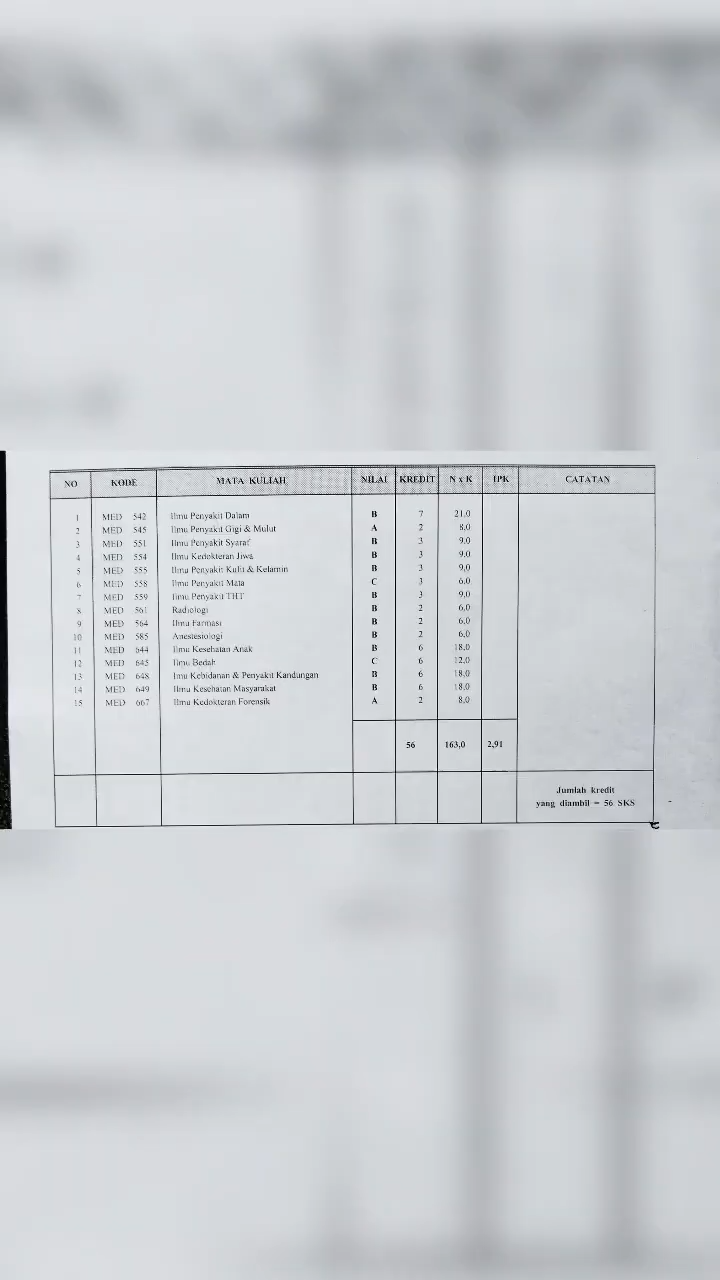 NO KODE MATA KULIAH NILAI KREDIT N x K IPK CATATAN
1 MED 542 Ilmu Penyakit Dalam B 7 21,0
2 MED 545 Ilmu Penyakit Gigi & Mulut A 2 8,0
3 MED 551 Ilmu Penyakit Syaraf B 3 9,0
4 MED 554 Ilmu Kedokteran Jiwa B 3 9,0
5 MED 555 Ilmu Penyakit Kulit & Kelamin B 3 9,0
6 MED 558 Ilmu Penyakit Mata C 3 6,0
7 MED 559 Ilmu Penyakit THT B 3 9,0
8 MED 561 Radiologi B 2 6,0
9 MED 564 Ilmu Farmasi B 2 6,0
10 MED 585 Anestesiologi B 2 6,0
11 MED 644 Ilmu Kesehatan Anak B 6 18,0
12 MED 645 Ilmu Bedah C 6 12,0
13 MED 648 Imu Kebidanan & Penyakit Kandungan B 6 18,0
14 MED 649 Ilmu Kesehatan Masyarakat B 6 18,0
15 MED 667 Ilmu Kedokteran Forensik A 2 8,0
56 163,0 2,91
Jumlah kredit
yang diambil = 56 SKS